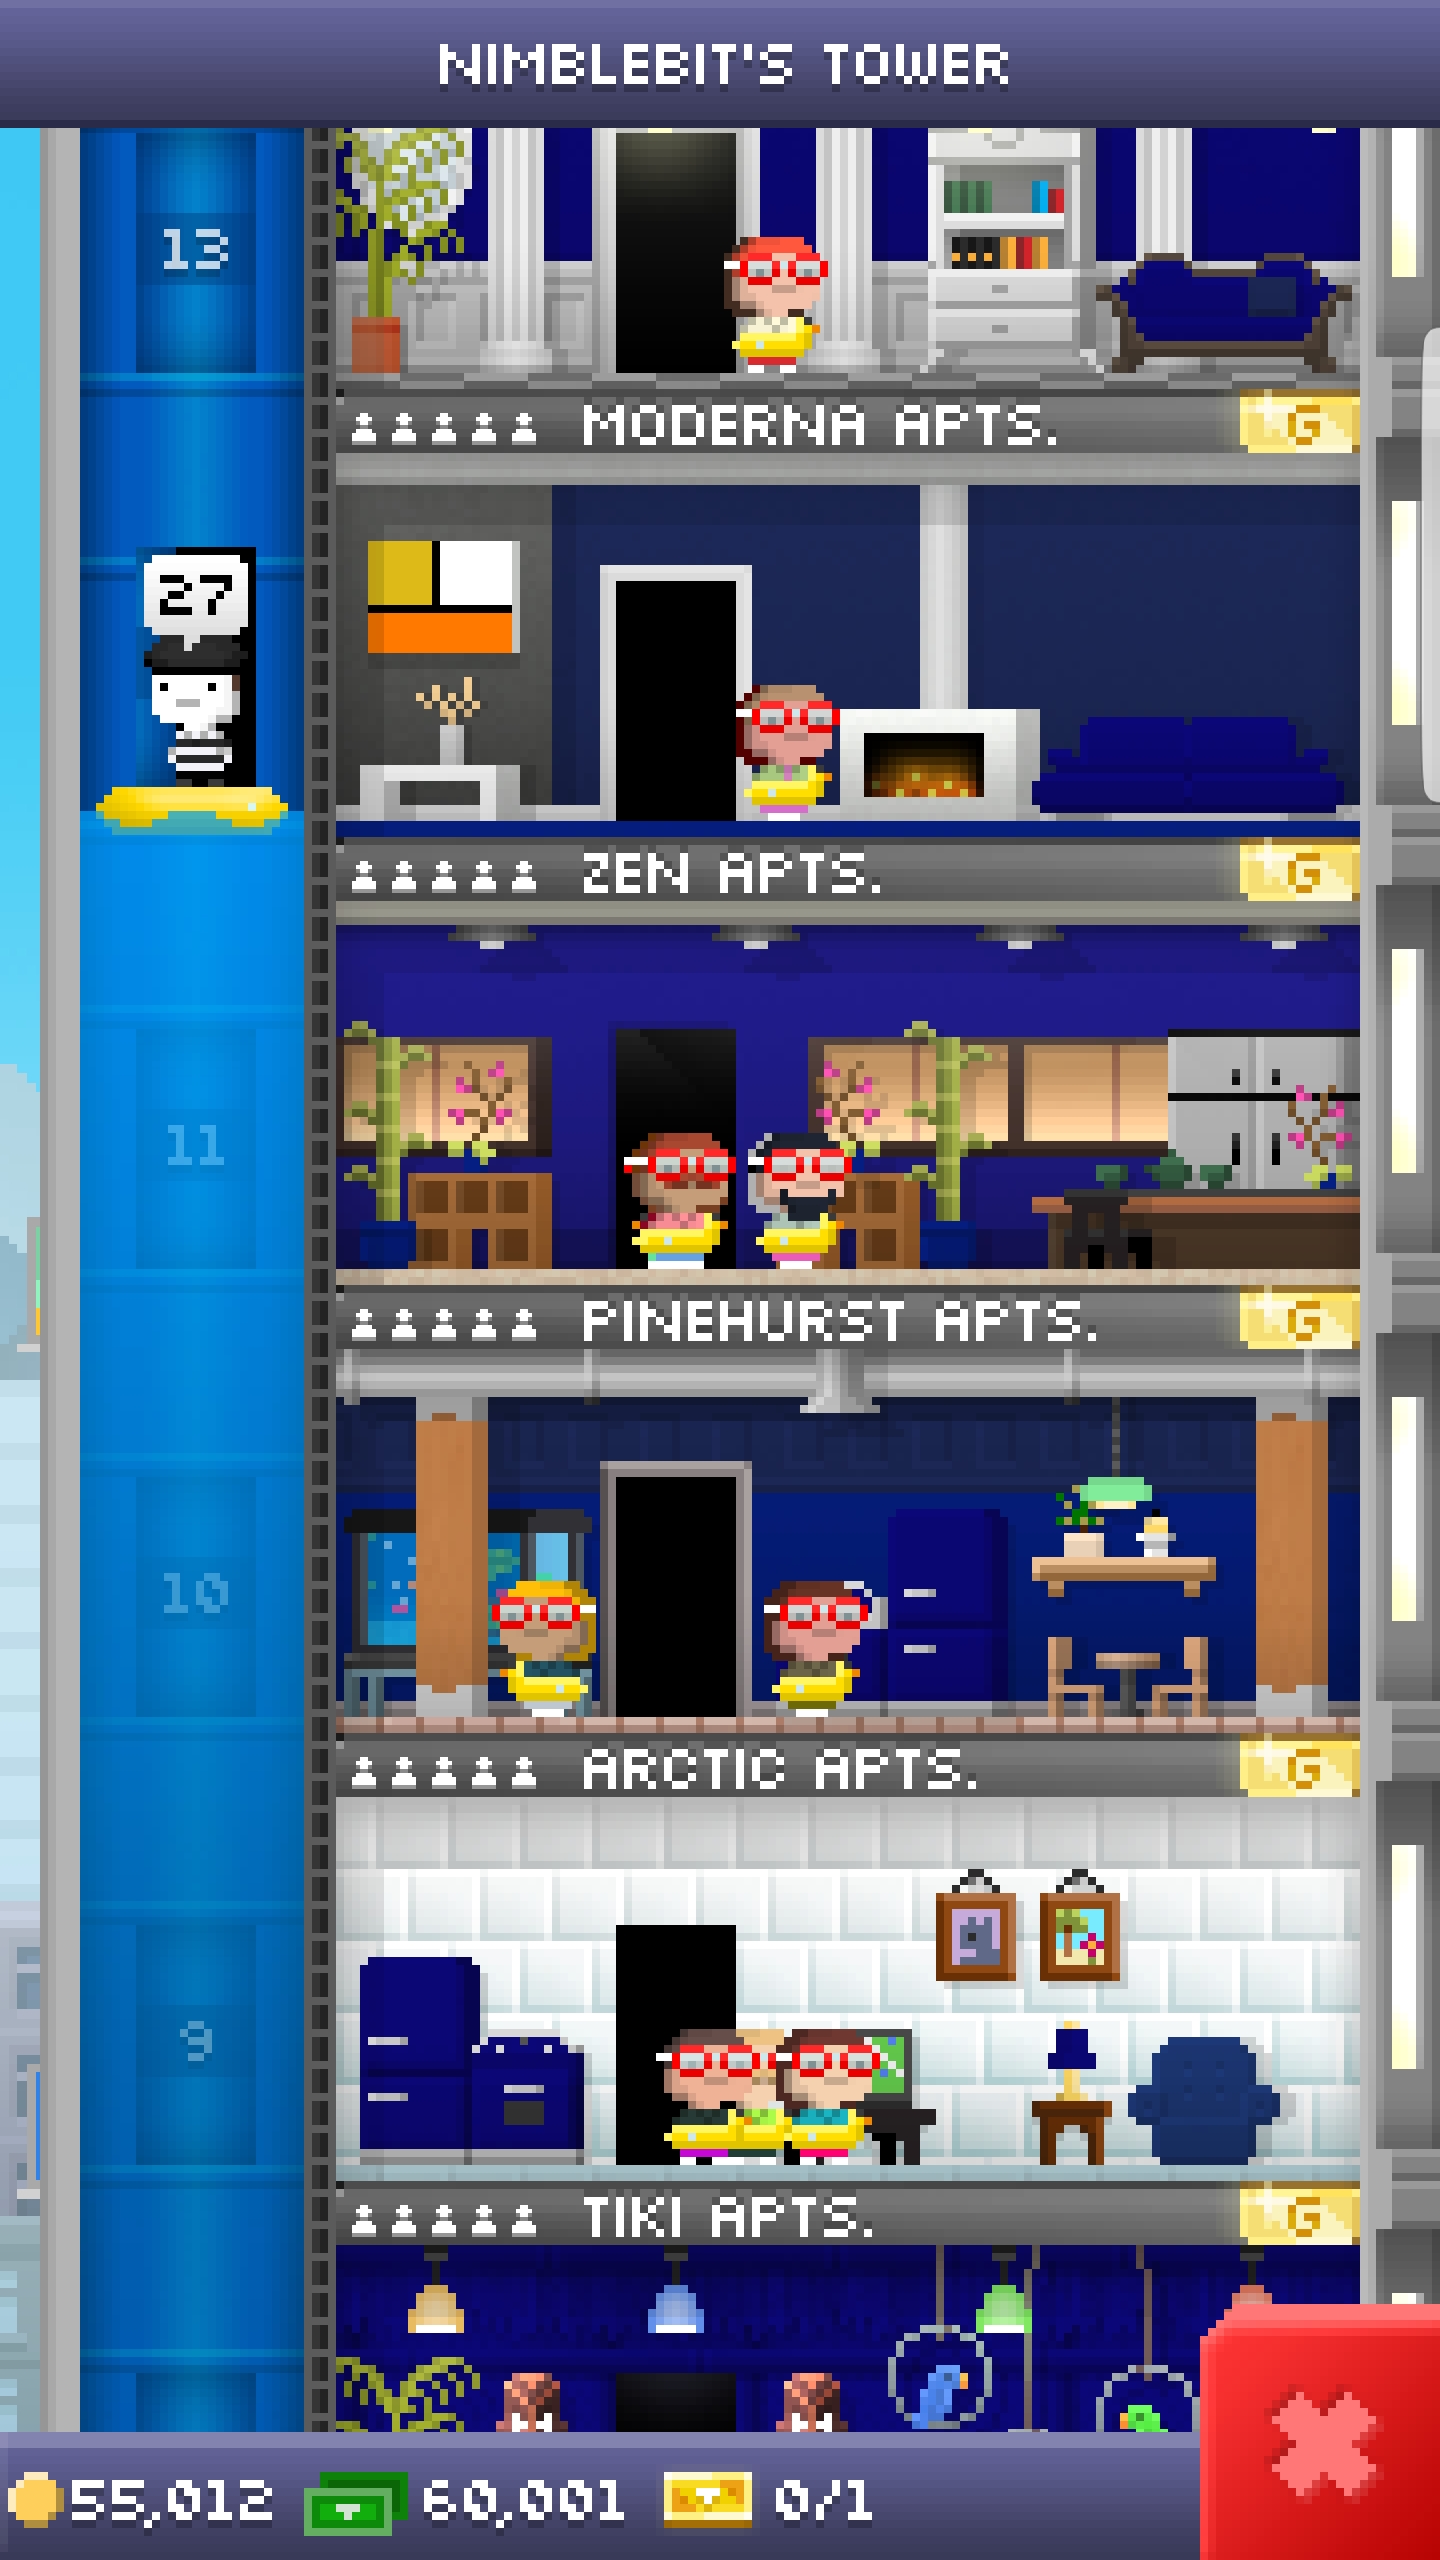 NIMBLEBIT'S TOWER
13
MODERNA APTS. G
27
ZEN APTS. G
11
PINEHURST APTS. G
10
ARCTIC APTS. G
9
TIKI APTS. G
55,012 60,001 0/1